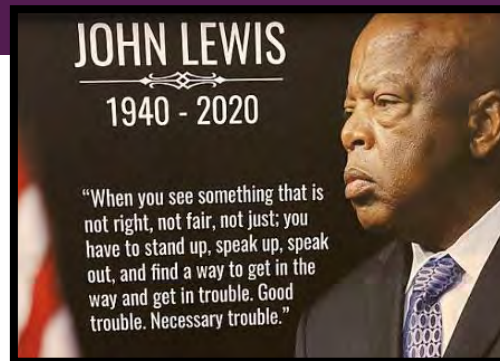 JOHN LEWIS
1940 - 2020
“When you see something that is
not right, not fair, not just; you
have to stand up, speak up, speak
out, and find a way to get in the
way and get in trouble. Good
trouble. Necessary trouble.”